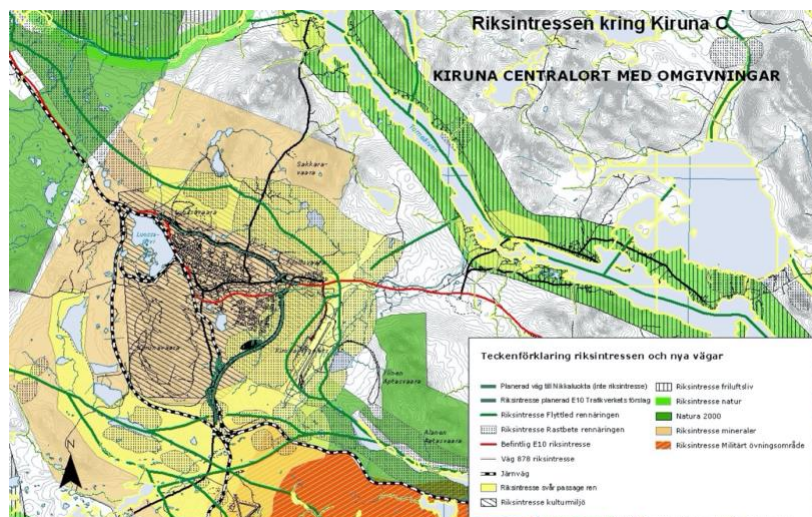 Riksintressen kring Kiruna C
KIRUNA CENTRALORT MED OMGIVNINGAR
Sakkara-
vaara
Teckenförklaring riksintressen och nya vägar
Planerad väg till Nikkaluokta (inte riksintresse)
Riksintresse planerad E10 Trafikverkets förslag
Riksintresse Flyttled rennäringen
Riksintresse Rastbete rennäringen
Befintlig E10 riksintresse
Väg 878 riksintresse
Järnväg
Riksintresse svår passage ren
Riksintresse kulturmiljö
Riksintresse friluftsliv
Riksintresse natur
Natura 2000
Riksintresse mineraler
Riksintresse Militärt övningsområde
N